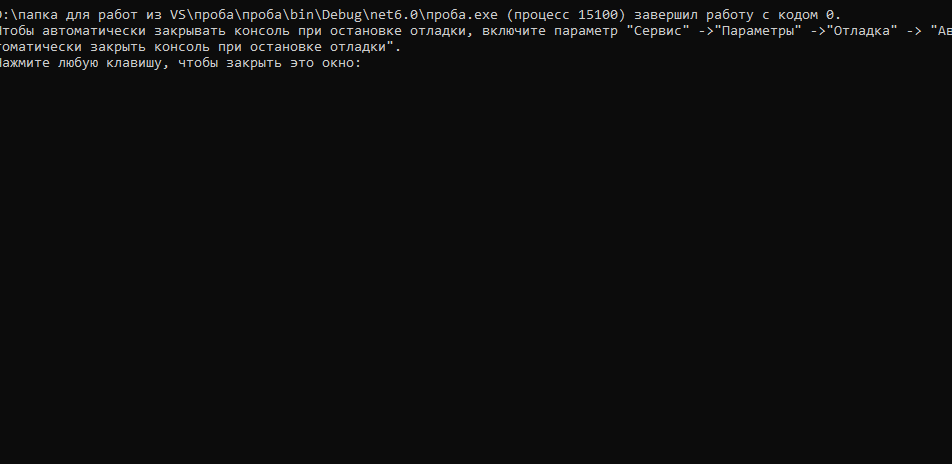 D:\папка для работ из VS\проба\проба\bin\Debug\net6.0\проба.exe (процесс 15100) завершил работу с кодом 0.
Чтобы автоматически закрывать консоль при остановке отладки, включите параметр "Сервис" ->"Параметры" ->"Отладка" -> "Ав
томатически закрыть консоль при остановке отладки".
Нажмите любую клавишу, чтобы закрыть это окно: